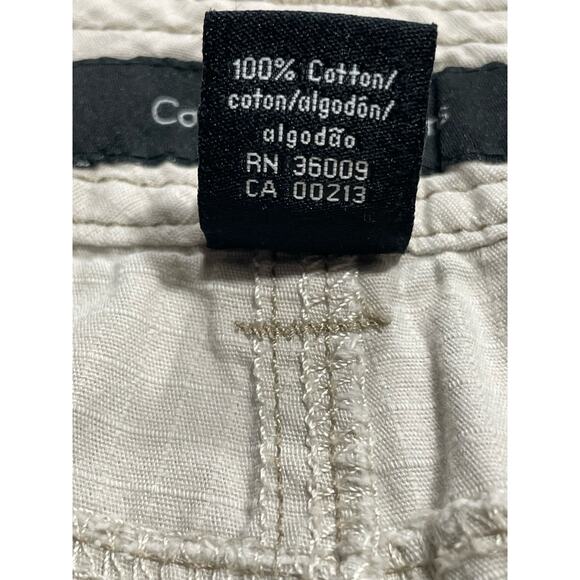 100% Cotton/
coton/algodón/
algodão
RN 36009
CA 00213